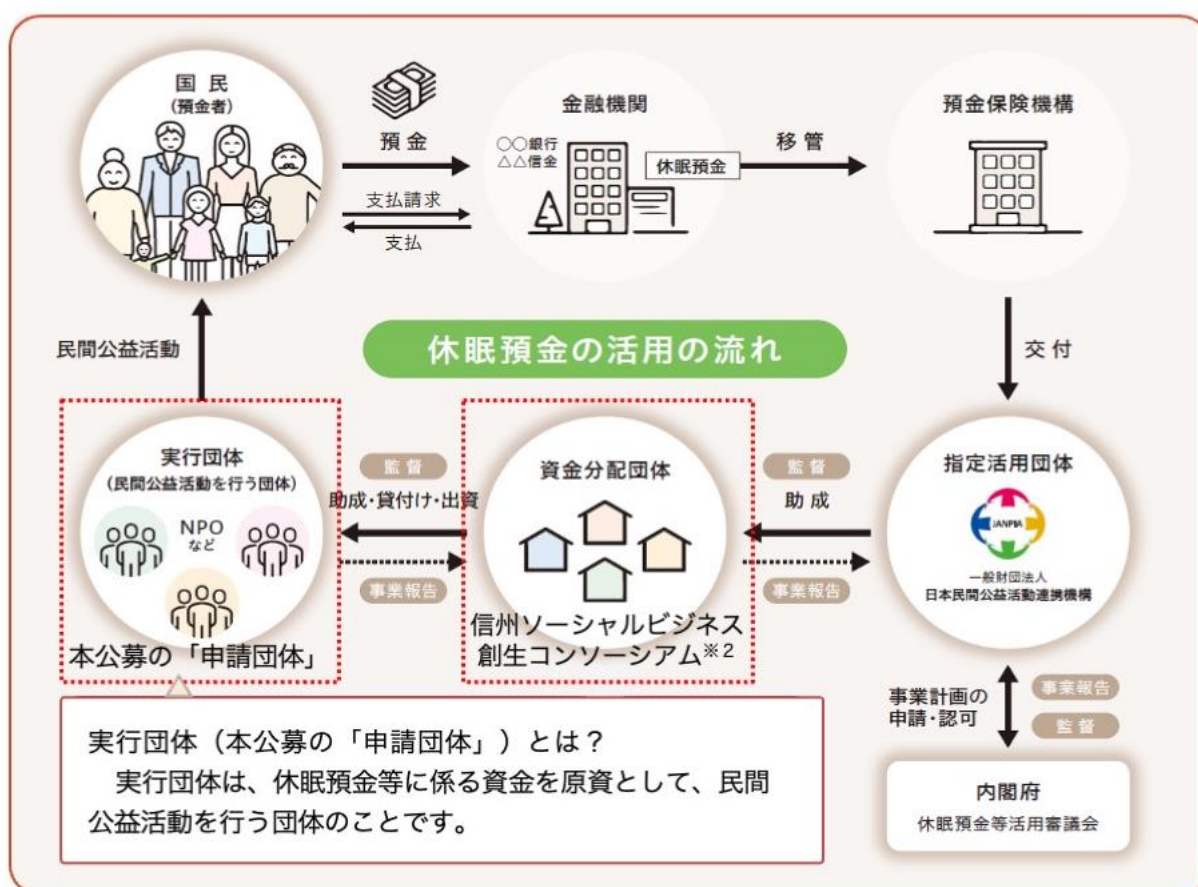 国民
(預金者)
預金
支払請求
支払
金融機関
○○銀行
△△信金
休眠預金
移管
預金保険機構
民間公益活動
休眠預金の活用の流れ
交付
実行団体
(民間公益活動を行う団体)
NPO
など
本公募の「申請団体」
監督
助成・貸付け・出資
事業報告
資金分配団体
信州ソーシャルビジネス
創生コンソーシアム※2
監督
助成
事業報告
指定活用団体
JANPIA
一般財団法人
日本民間公益活動連携機構
事業計画の
申請・認可
事業報告
監督
内閣府
休眠預金等活用審議会
実行団体（本公募の「申請団体」）とは？
実行団体は、休眠預金等に係る資金を原資として、民間
公益活動を行う団体のことです。